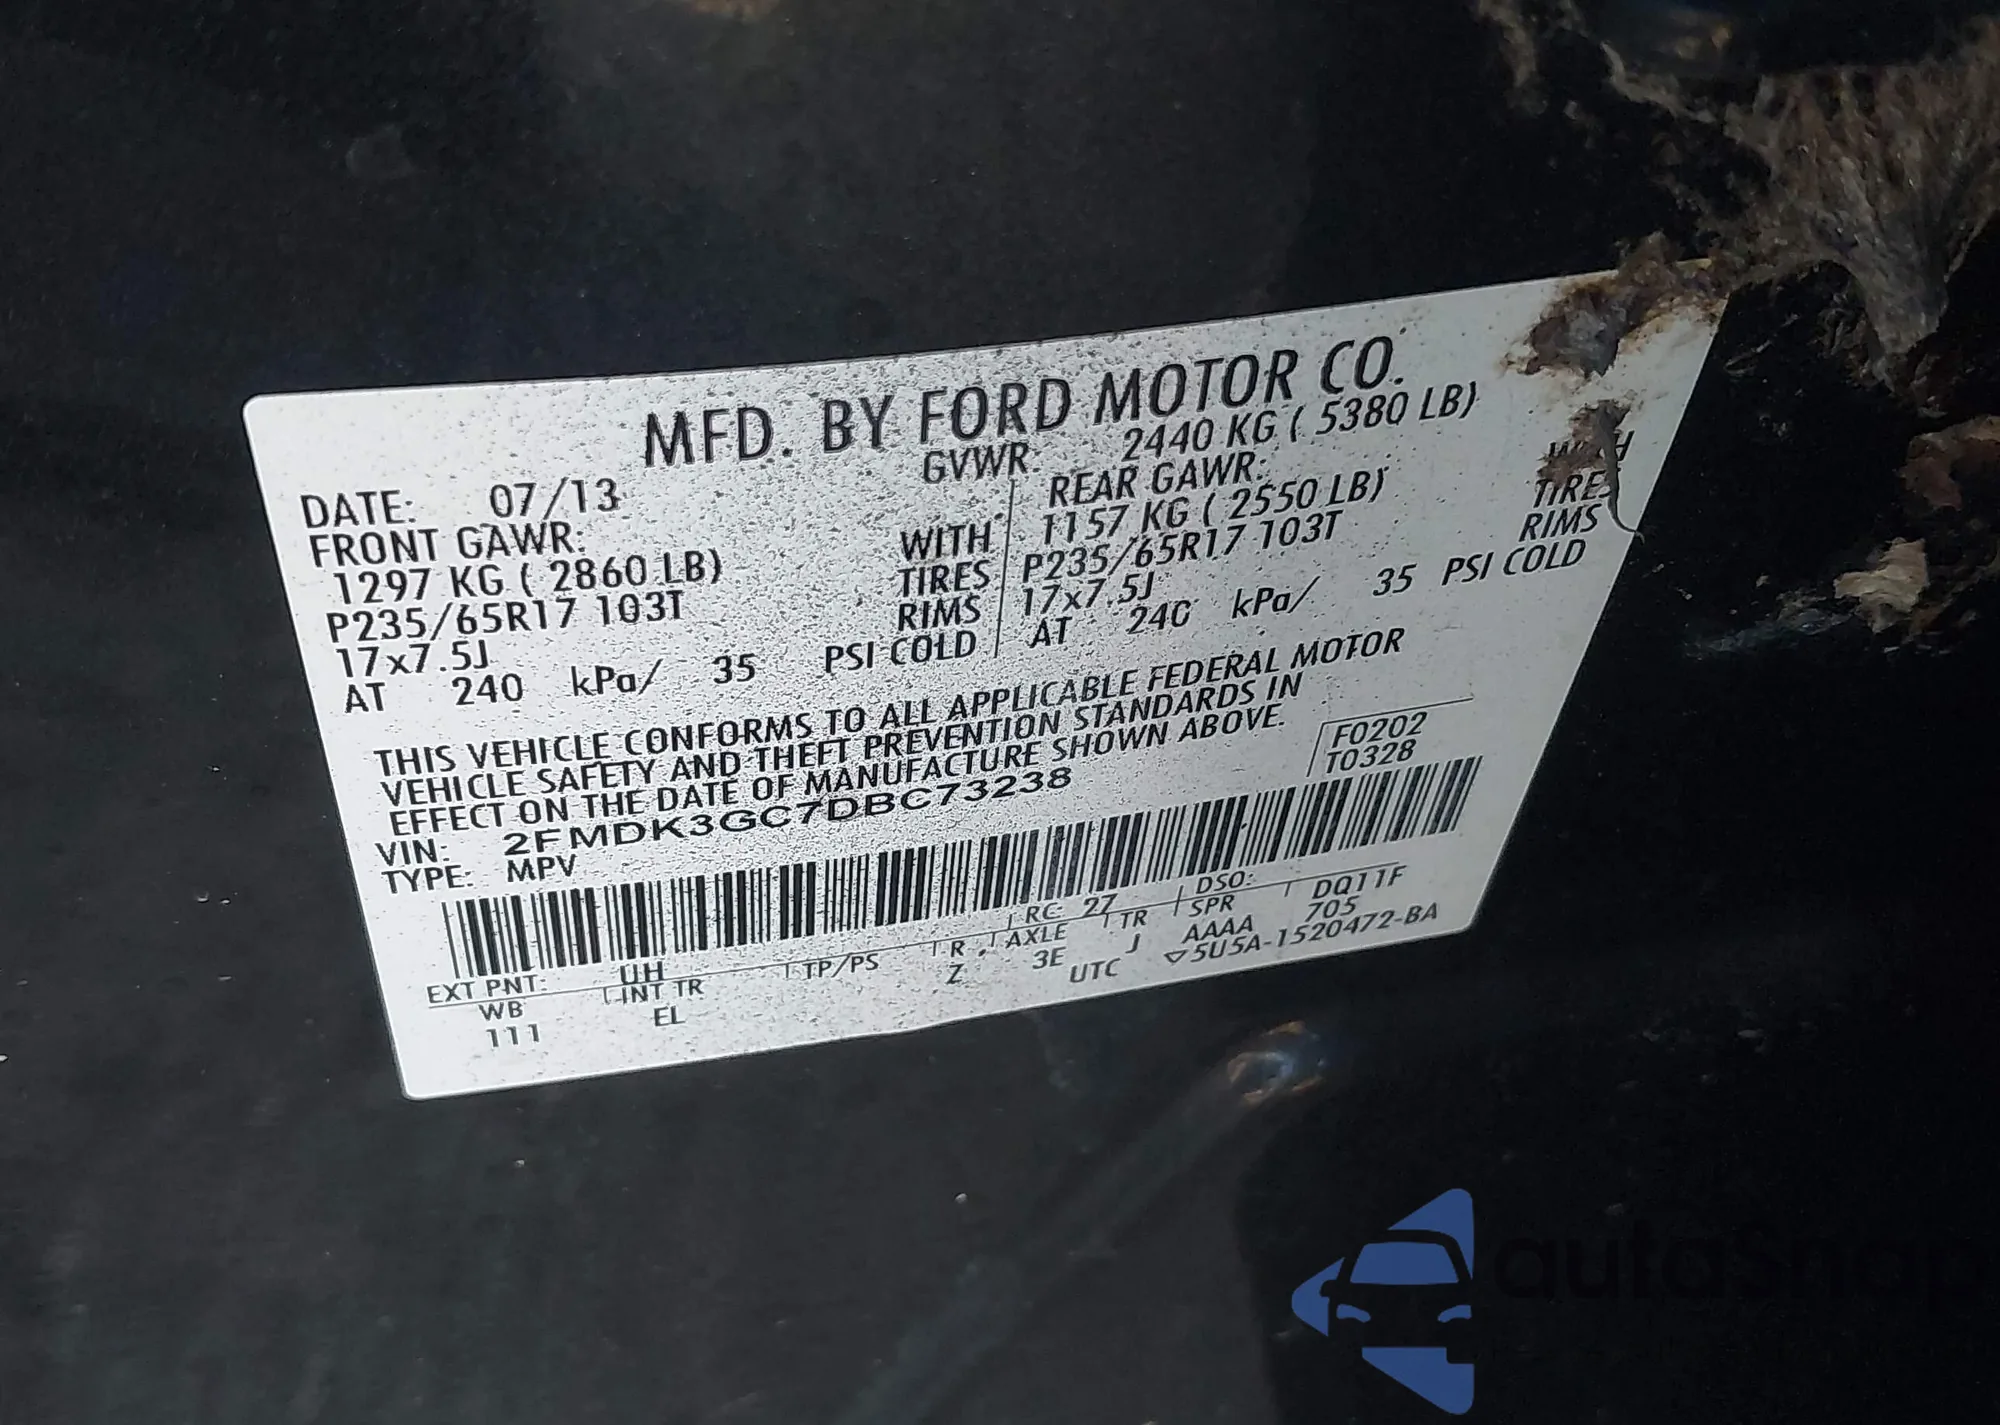 MFD. BY FORD MOTOR CO.
DATE: 07/13 GVWR: 2440 KG ( 5380 LB)
FRONT GAWR: REAR GAWR:
1297 KG ( 2860 LB) WITH 1157 KG ( 2550 LB) WITH
P235/65R17 103T TIRES P235/65R17 103T TIRES
17x7.5J RIMS 17x7.5J RIMS
AT 240 kPa/ 35 PSI COLD AT 240 kPa/ 35 PSI COLD
THIS VEHICLE CONFORMS TO ALL APPLICABLE FEDERAL MOTOR
VEHICLE SAFETY AND THEFT PREVENTION STANDARDS IN
EFFECT ON THE DATE OF MANUFACTURE SHOWN ABOVE.
VIN: 2FMDK3GC7DBC73238 F0202
TYPE: MPV T0328
EXT PNT: UH RC: 27 DSO: DQ11F
WB INT TR TP/PS R. AXLE TR SPR 705
111 EL Z 3E J AAAA
UTC ▽5U5A-1520472-BA
autosnap